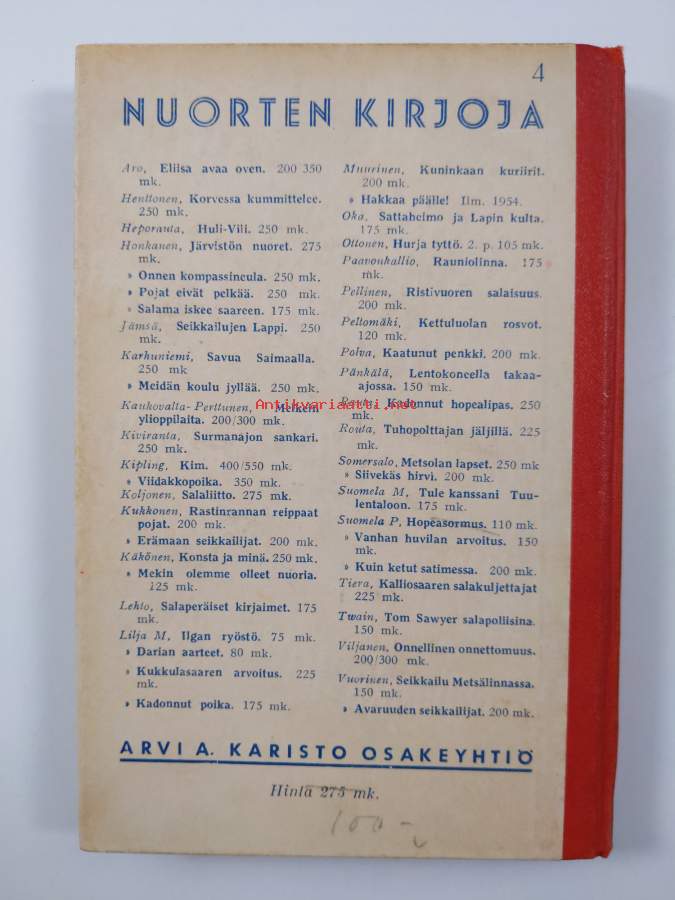 4
NUORTEN KIRJOJA
Aro, Eliisa avaa oven. 200 350
mk.
Henttonen, Korvessa kummittelee.
250 mk.
Heporauta, Huli-Vili. 250 mk.
Honkanen, Järvistön nuoret. 275
mk.
» Onnen kompassineula. 250 mk.
» Pojat eivät pelkää. 250 mk.
» Salama iskee saareen. 175 mk.
Jämsä, Seikkailujen Lappi. 250
mk.
Karhuniemi, Savua Saimaalla.
250 mk
» Meidän koulu jyllää. 250 mk.
Kaukovalta-Perttunen, Melkein
ylioppilaita. 200/300 mk.
Kiviranta, Surmanajon sankari.
250 mk.
Kipling, Kim. 400/550 mk.
» Viidakkopoika. 350 mk.
Koljonen, Salaliitto. 275 mk.
Kukkonen, Rastinrannan reippaat
pojat. 200 mk.
» Erämaan seikkailijat. 200 mk.
Käkönen, Konsta ja minä. 250 mk.
» Mekin olemme olleet nuoria.
125 mk.
Lehto, Salaperäiset kirjaimet. 175
mk.
Lilja M, Ilgan ryöstö. 75 mk.
» Darian aarteet. 80 mk.
» Kukkulasaaren arvoitus. 225
mk.
» Kadonnut poika. 175 mk.
Muurinen, Kuninkaan kuriirit.
200 mk.
» Hakkaa päälle! Ilm. 1954.
Oka, Sattaheimo ja Lapin kulta.
175 mk.
Ottonen, Hurja tyttö. 2. p. 105 mk.
Paavonkallio, Rauniolinna. 175
mk.
Pellinen, Ristivuoren salaisuus.
200 mk.
Peltomäki, Kettuluolan rosvot.
120 mk.
Polva, Kaatunut penkki. 200 mk.
Pänkälä, Lentokoneella takaa-
ajossa. 150 mk.
Kadonnut hopealipas. 250
mk.
Routa, Tuhopolttajan jäljillä. 225
mk.
Somersalo, Metsolan lapset. 250 mk
» Siivekäs hirvi. 200 mk.
Suomela M, Tule kanssani Tuu-
lentaloon. 175 mk.
Suomela P, Hopeasormus. 110 mk.
» Vanhan huvilan arvoitus. 150
mk.
» Kuin ketut satimessa. 200 mk.
Tiera, Kalliosaaren salakuljettajat
225 mk.
Twain, Tom Sawyer salapoliisina.
150 mk.
Viljanen, Onnellinen onnettomuus.
200/300 mk.
Vuorinen, Seikkailu Metsälinnassa.
150 mk.
» Avaruuden seikkailijat. 200 mk.
Antikvariaatti.net
ARVI A. KARISTO OSAKEYHTIÖ
Hinta 275 mk.
100-